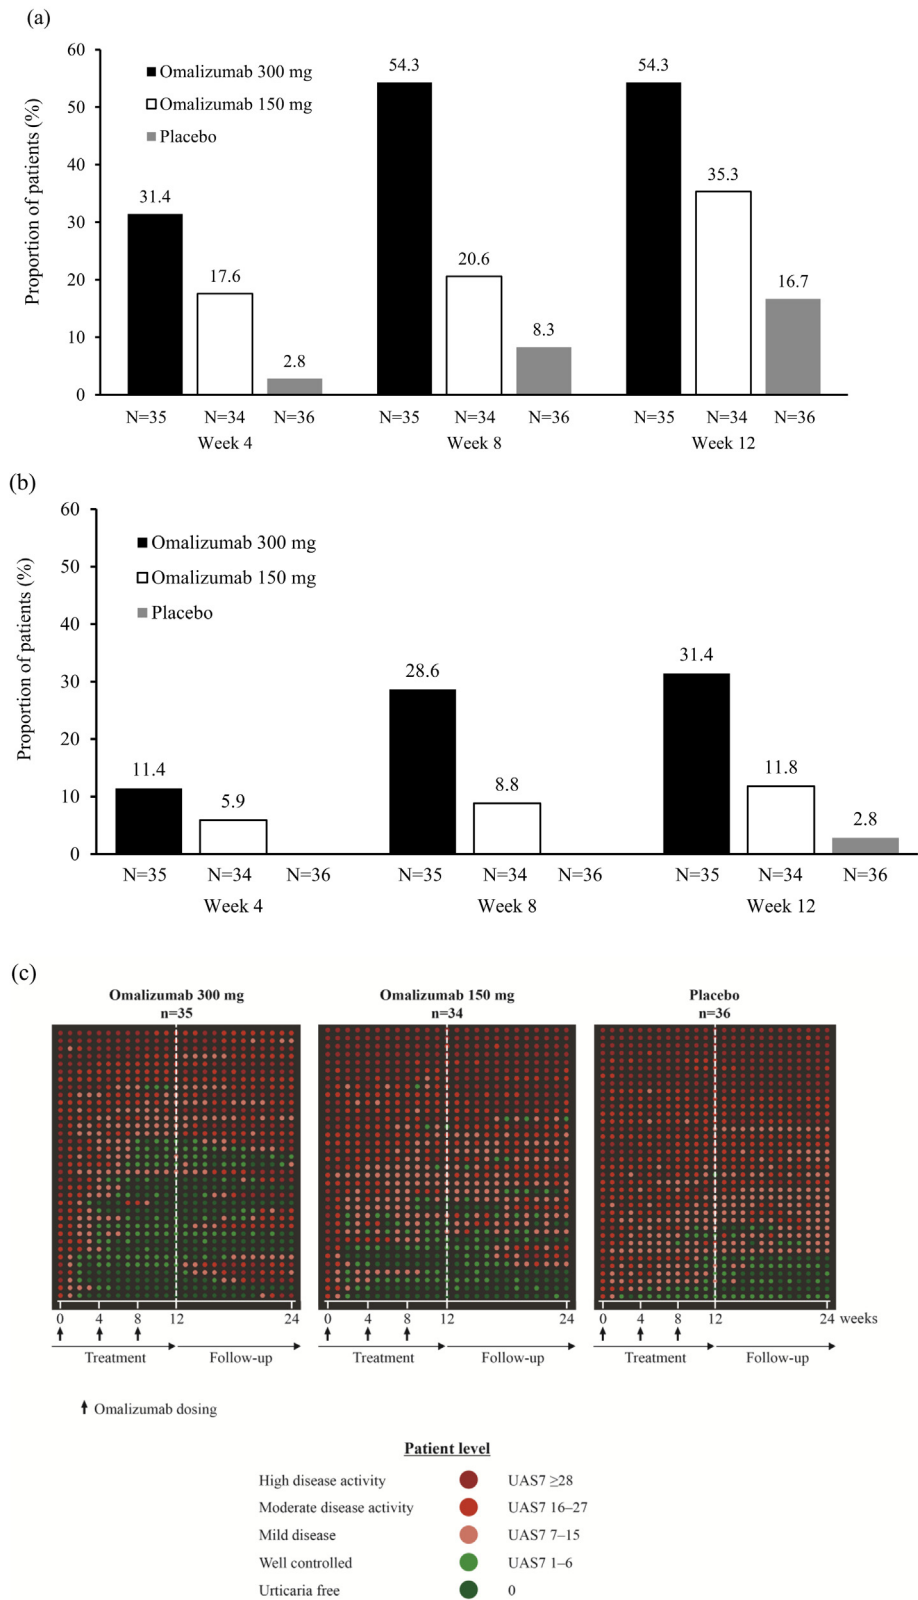 (a)
60
50
40
30
20
10
0
Proportion of patients (%)
Omalizumab 300 mg
Omalizumab 150 mg
Placebo
31.4
17.6
2.8
54.3
20.6
8.3
54.3
35.3
16.7
N=35 N=34 N=36 N=35 N=34 N=36 N=35 N=34 N=36
Week 4 Week 8 Week 12
(b)
60
50
40
30
20
10
0
Proportion of patients (%)
Omalizumab 300 mg
Omalizumab 150 mg
Placebo
11.4
5.9
28.6
8.8
31.4
11.8
2.8
N=35 N=34 N=36 N=35 N=34 N=36 N=35 N=34 N=36
Week 4 Week 8 Week 12
(c)
Omalizumab 300 mg Omalizumab 150 mg Placebo
n=35 n=34 n=36
0 4 8 12 24 0 4 8 12 24 0 4 8 12 24 weeks
Treatment Follow-up Treatment Follow-up Treatment Follow-up
Omalizumab dosing
Patient level
High disease activity UAS7 ≥28
Moderate disease activity UAS7 16–27
Mild disease UAS7 7–15
Well controlled UAS7 1–6
Urticaria free 0